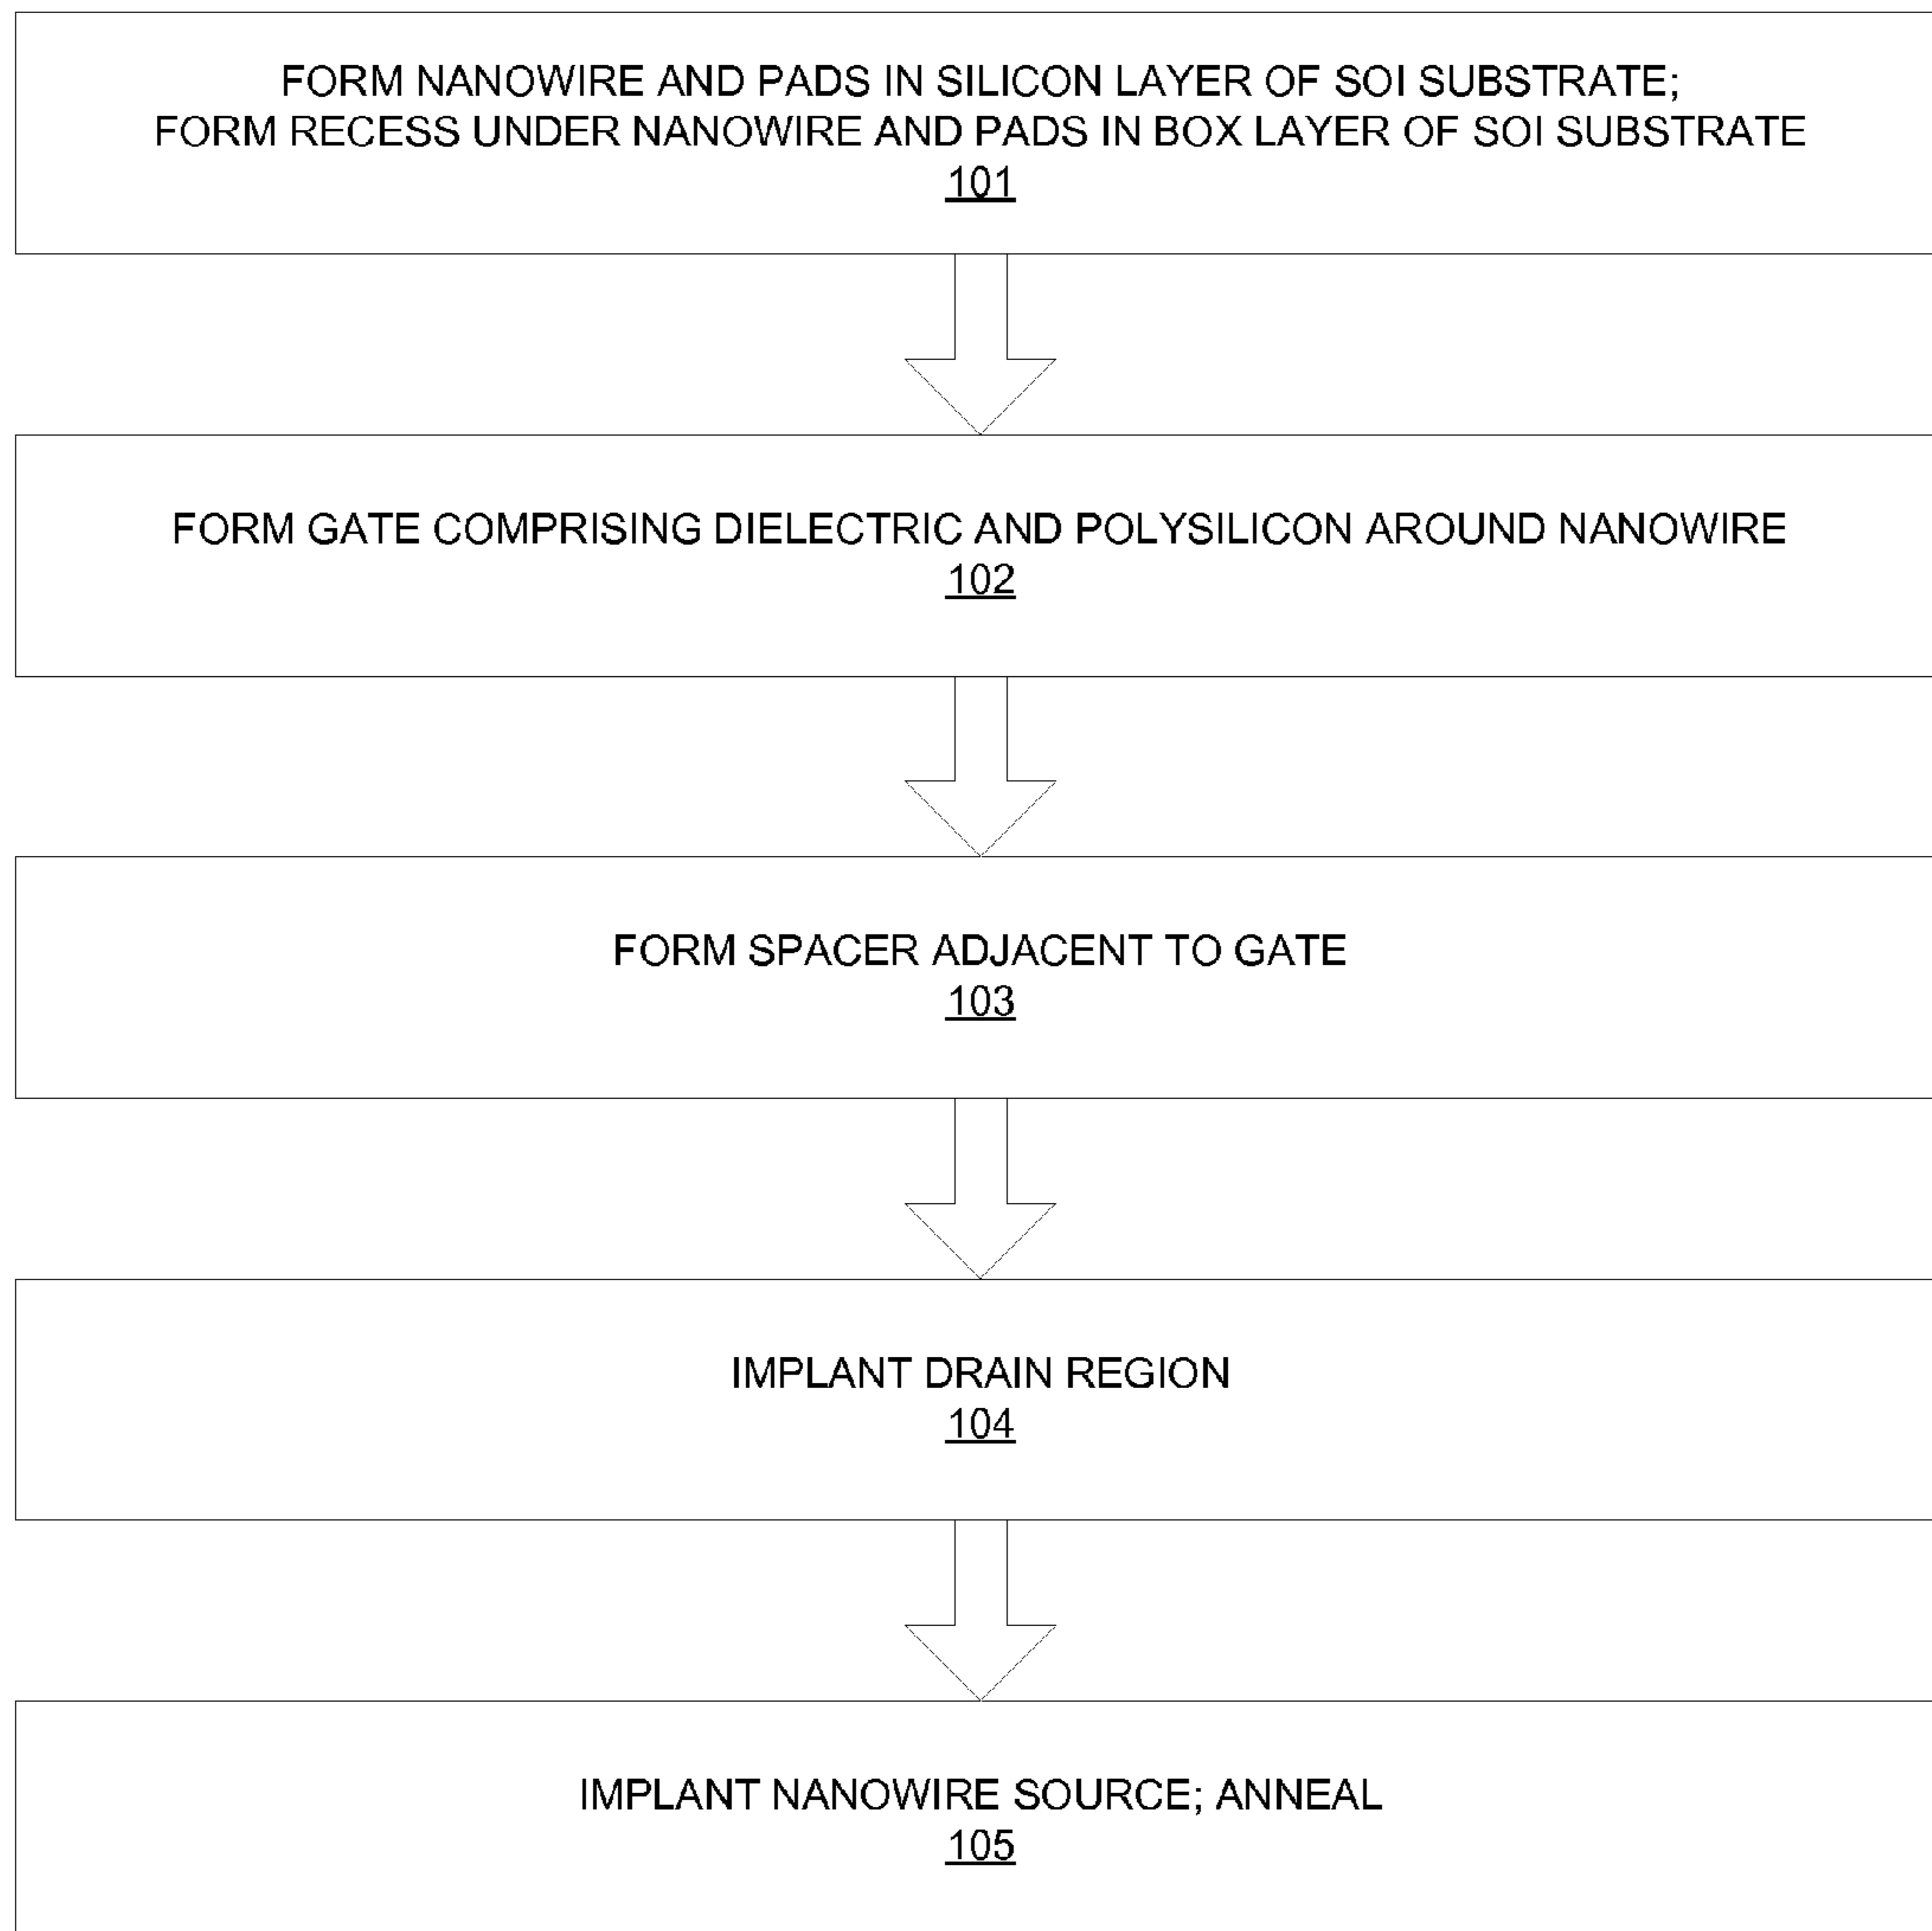 FORM NANOWIRE AND PADS IN SILICON LAYER OF SOI SUBSTRATE;
FORM RECESS UNDER NANOWIRE AND PADS IN BOX LAYER OF SOI SUBSTRATE
101
FORM GATE COMPRISING DIELECTRIC AND POLYSILICON AROUND NANOWIRE
102
FORM SPACER ADJACENT TO GATE
103
IMPLANT DRAIN REGION
104
IMPLANT NANOWIRE SOURCE; ANNEAL
105